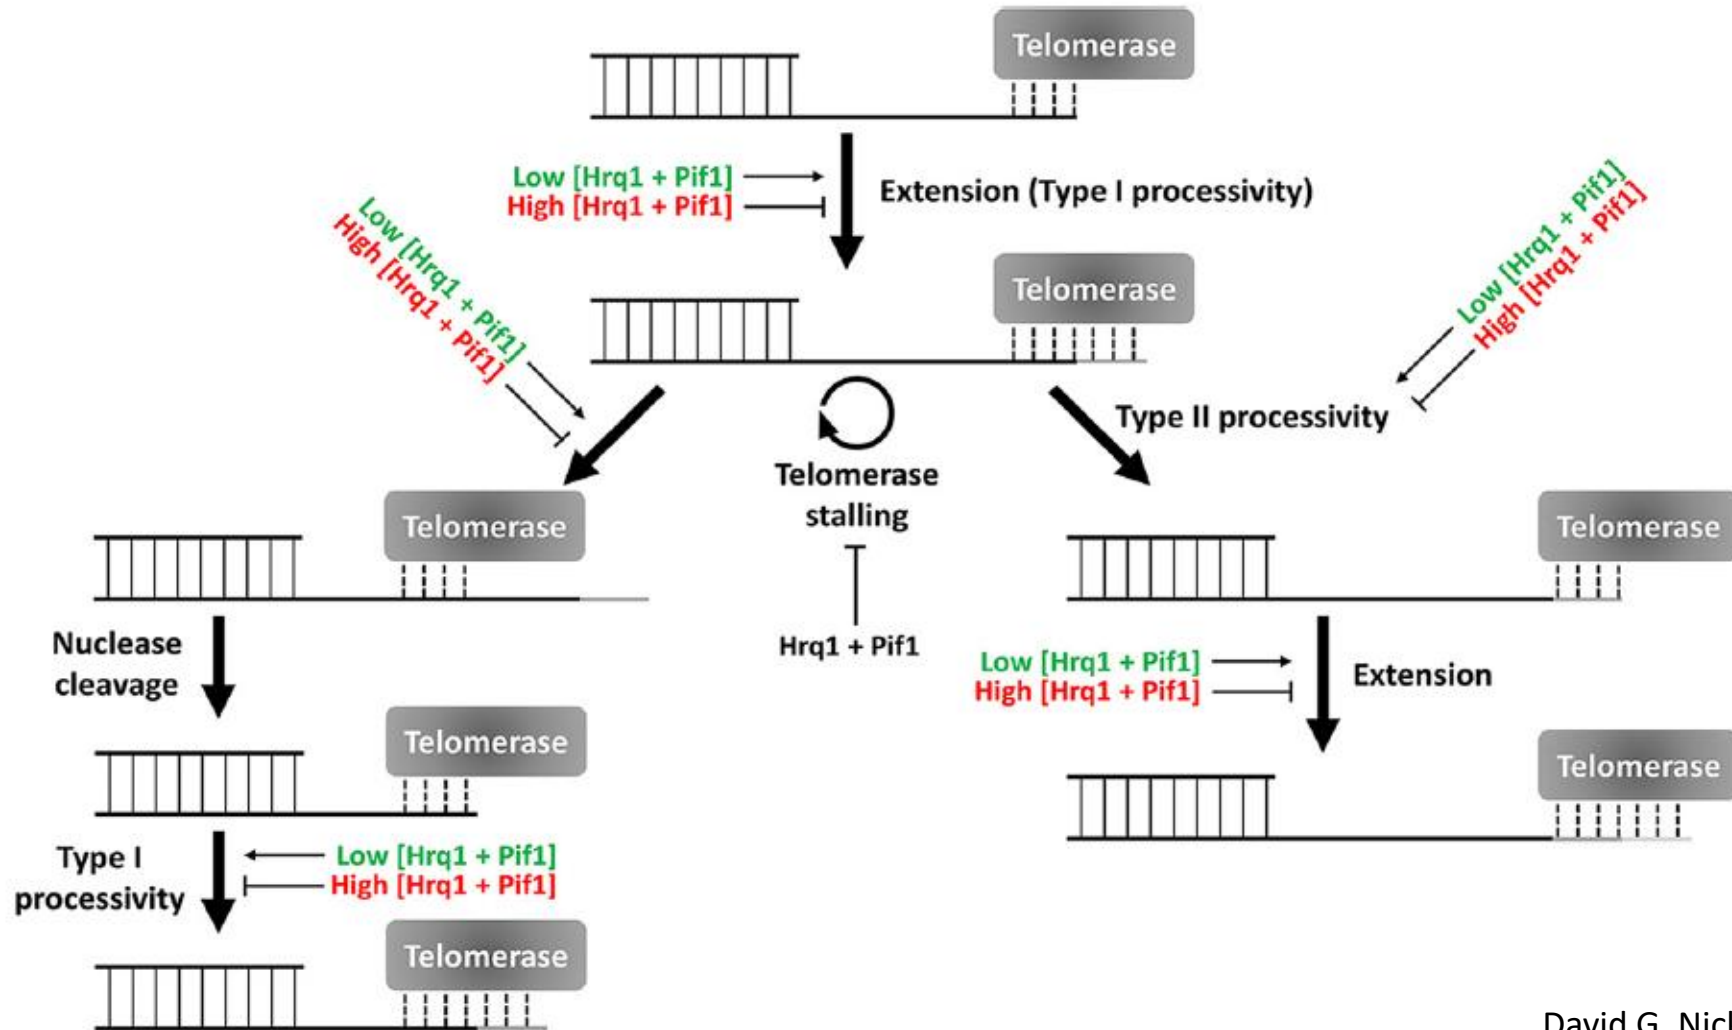 Telomerase
Low [Hrq1 + Pif1]
High [Hrq1 + Pif1]
Extension (Type I processivity)
Low [Hrq1 + Pif1]
High [Hrq1 + Pif1]
Telomerase
Low [Hrq1 + Pif1]
High [Hrq1 + Pif1]
Type II processivity
Telomerase
stalling
Hrq1 + Pif1
Telomerase
Nuclease
cleavage
Telomerase
Type I
processivity
Low [Hrq1 + Pif1]
High [Hrq1 + Pif1]
Telomerase
Telomerase
Low [Hrq1 + Pif1]
High [Hrq1 + Pif1]
Extension
Telomerase
David G. Nicl